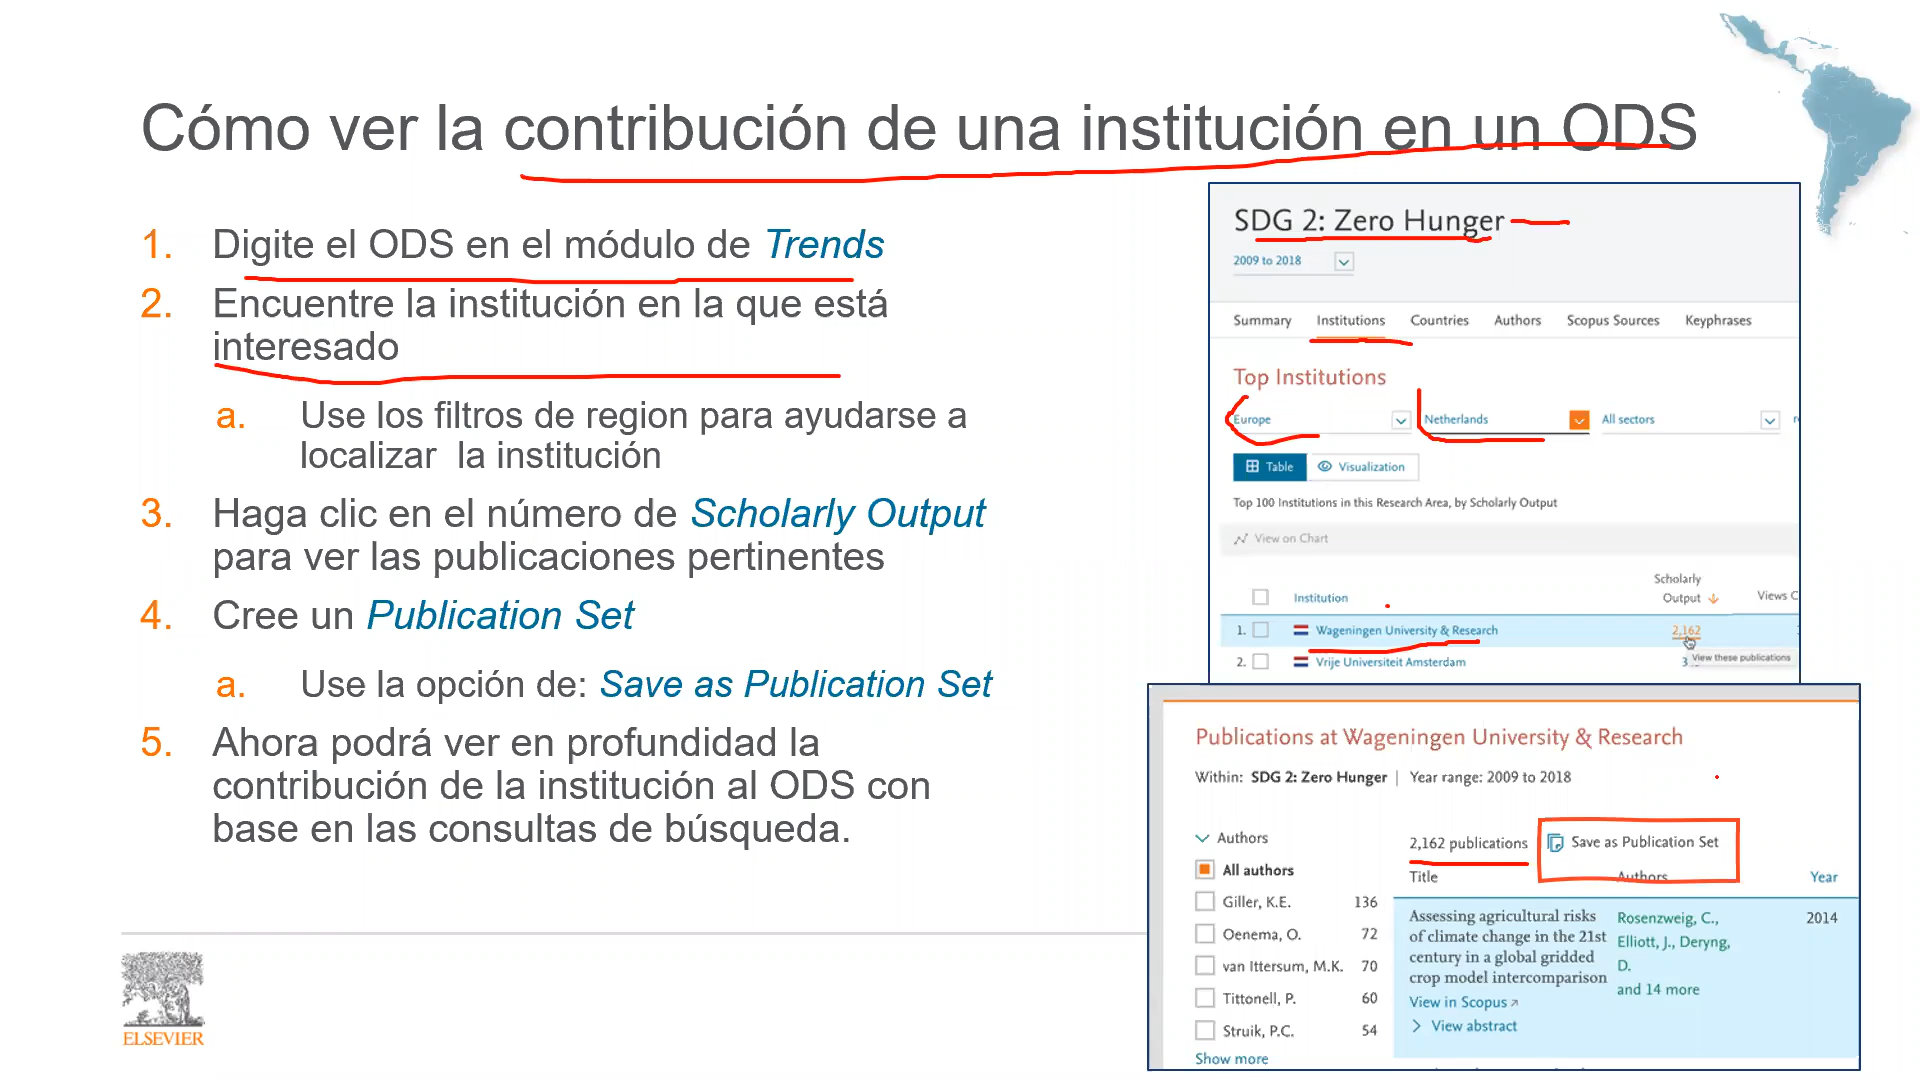 Cómo ver la contribución de una institución en un ODS
1. Digite el ODS en el módulo de Trends
2. Encuentre la institución en la que está
interesado
a. Use los filtros de region para ayudarse a
localizar la institución
3. Haga clic en el número de Scholarly Output
para ver las publicaciones pertinentes
4. Cree un Publication Set
a. Use la opción de: Save as Publication Set
5. Ahora podrá ver en profundidad la
contribución de la institución al ODS con
base en las consultas de búsqueda.
ELSEVIER
SDG 2: Zero Hunger
2009 to 2018
Summary Institutions Countries Authors Scopus Sources Keyphrases
Top Institutions
Europe Netherlands All sectors
Table Visualization
Top 100 Institutions in this Research Area, by Scholarly Output
View on Chart
Scholarly
Institution Output Views C
1. Wageningen University & Research 2,162
View these publications
2. Vrije Universiteit Amsterdam 3
Publications at Wageningen University & Research
Within: SDG 2: Zero Hunger | Year range: 2009 to 2018
Authors
All authors
Giller, K.E. 136
Oenema, O. 72
van Ittersum, M.K. 70
Tittonell, P. 60
Struik, P.C. 54
Show more
2,162 publications Save as Publication Set
Title Authors Year
Assessing agricultural risks
of climate change in the 21st
century in a global gridded
crop model intercomparison
Rosenzweig, C.,
Elliott, J., Deryng,
D.
and 14 more
2014
View in Scopus
View abstract